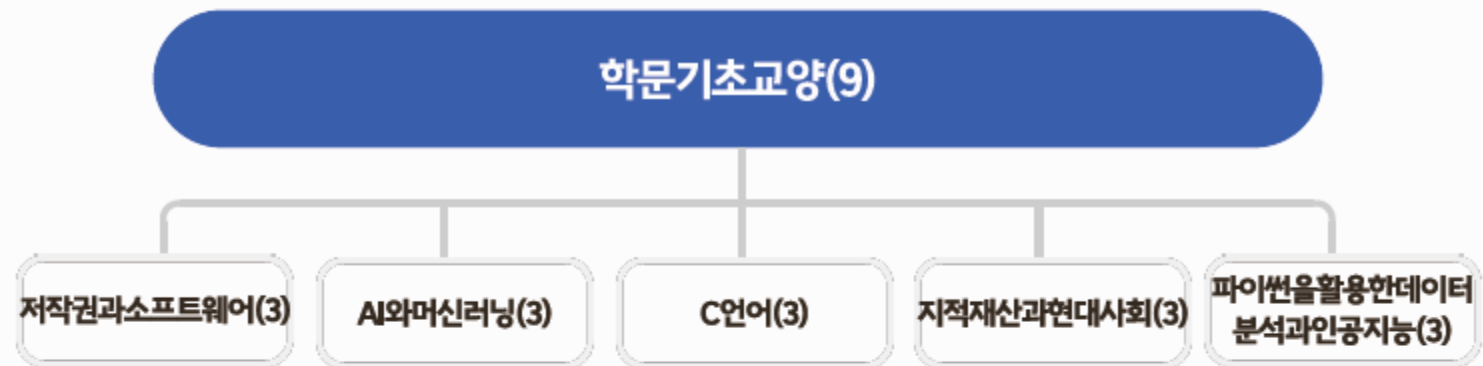 학문기초교양(9)
저작권과소프트웨어(3)
AI와머신러닝(3)
C언어(3)
지적재산과현대사회(3)
파이썬을활용한데이터
분석과인공지능(3)